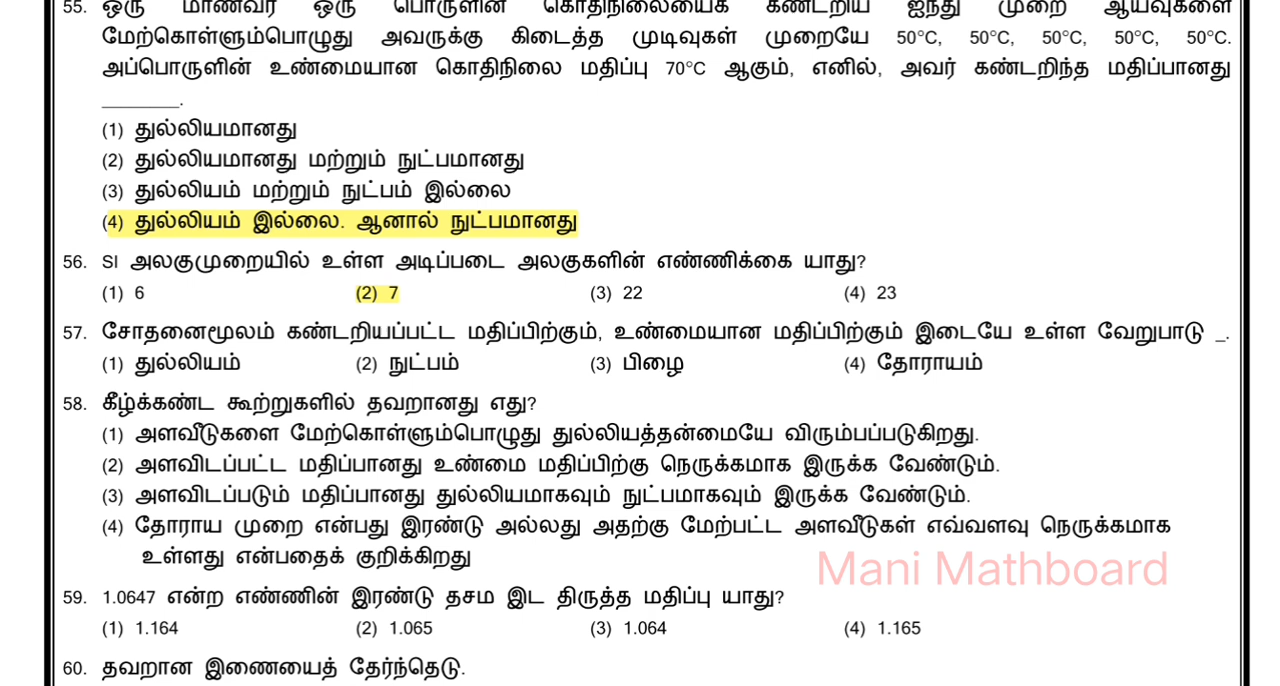 55. ஒரு மாணவர் ஒரு பொருளின் கொதிநிலையைக் கண்டறிய ஐந்து முறை ஆய்வுகளை
மேற்கொள்ளும்பொழுது அவருக்கு கிடைத்த முடிவுகள் முறையே 50°C, 50°C, 50°C, 50°C, 50°C.
அப்பொருளின் உண்மையான கொதிநிலை மதிப்பு 70°C ஆகும், எனில், அவர் கண்டறிந்த மதிப்பானது
________.
(1) துல்லியமானது
(2) துல்லியமானது மற்றும் நுட்பமானது
(3) துல்லியம் மற்றும் நுட்பம் இல்லை
(4) துல்லியம் இல்லை. ஆனால் நுட்பமானது
56. SI அலகுமுறையில் உள்ள அடிப்படை அலகுகளின் எண்ணிக்கை யாது?
(1) 6 (2) 7 (3) 22 (4) 23
57. சோதனைமூலம் கண்டறியப்பட்ட மதிப்பிற்கும், உண்மையான மதிப்பிற்கும் இடையே உள்ள வேறுபாடு _.
(1) துல்லியம் (2) நுட்பம் (3) பிழை (4) தோராயம்
58. கீழ்க்கண்ட கூற்றுகளில் தவறானது எது?
(1) அளவீடுகளை மேற்கொள்ளும்பொழுது துல்லியத்தன்மையே விரும்பப்படுகிறது.
(2) அளவிடப்பட்ட மதிப்பானது உண்மை மதிப்பிற்கு நெருக்கமாக இருக்க வேண்டும்.
(3) அளவிடப்படும் மதிப்பானது துல்லியமாகவும் நுட்பமாகவும் இருக்க வேண்டும்.
(4) தோராய முறை என்பது இரண்டு அல்லது அதற்கு மேற்பட்ட அளவீடுகள் எவ்வளவு நெருக்கமாக
உள்ளது என்பதைக் குறிக்கிறது
Mani Mathboard
59. 1.0647 என்ற எண்ணின் இரண்டு தசம இட திருத்த மதிப்பு யாது?
(1) 1.164 (2) 1.065 (3) 1.064 (4) 1.165
60. தவறான இணையைத் தேர்ந்தெடு.